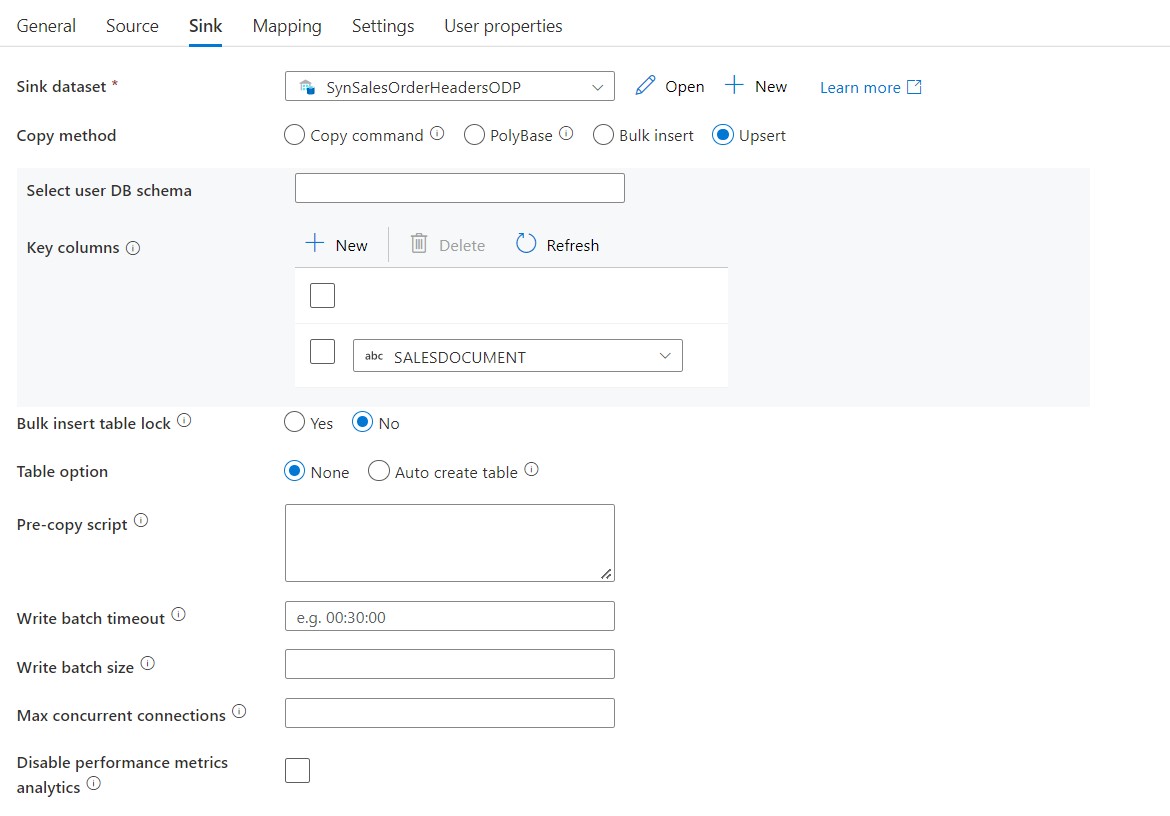 General Source Sink Mapping Settings User properties
Sink dataset * SynSalesOrderHeadersODP Open New Learn more
Copy method Copy command PolyBase Bulk insert Upsert
Select user DB schema
Key columns New Delete Refresh
abc SALESDOCUMENT
Bulk insert table lock Yes No
Table option None Auto create table
Pre-copy script
Write batch timeout e.g. 00:30:00
Write batch size
Max concurrent connections
Disable performance metrics
analytics